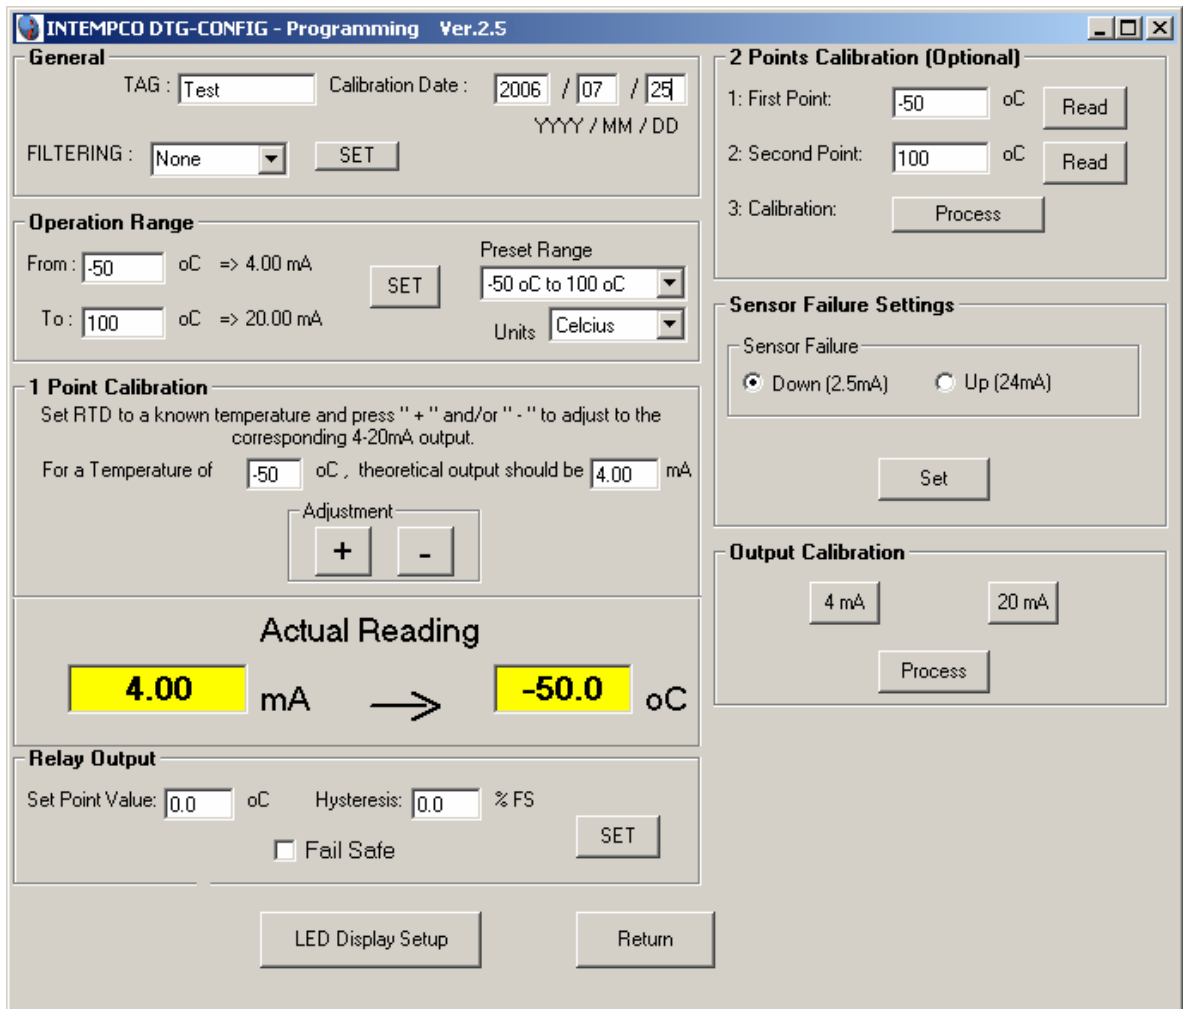 INTEMPCO DTG-CONFIG - Programming Ver.2.5
General
TAG : Test Calibration Date : 2006 / 07 / 25
YYYY / MM / DD
FILTERING : None SET
Operation Range
From : -50 oC => 4.00 mA
To : 100 oC => 20.00 mA
SET
Preset Range
-50 oC to 100 oC
Units Celcius
1 Point Calibration
Set RTD to a known temperature and press " + " and/or " - " to adjust to the
corresponding 4-20mA output.
For a Temperature of -50 oC , theoretical output should be 4.00 mA
Adjustment
+ -
Actual Reading
4.00 mA -50.0 oC
Relay Output
Set Point Value: 0.0 oC Hysteresis: 0.0 % FS
Fail Safe
SET
LED Display Setup Return
2 Points Calibration (Optional)
1: First Point: -50 oC Read
2: Second Point: 100 oC Read
3: Calibration: Process
Sensor Failure Settings
Sensor Failure
Down (2.5mA) Up (24mA)
Set
Output Calibration
4 mA 20 mA
Process